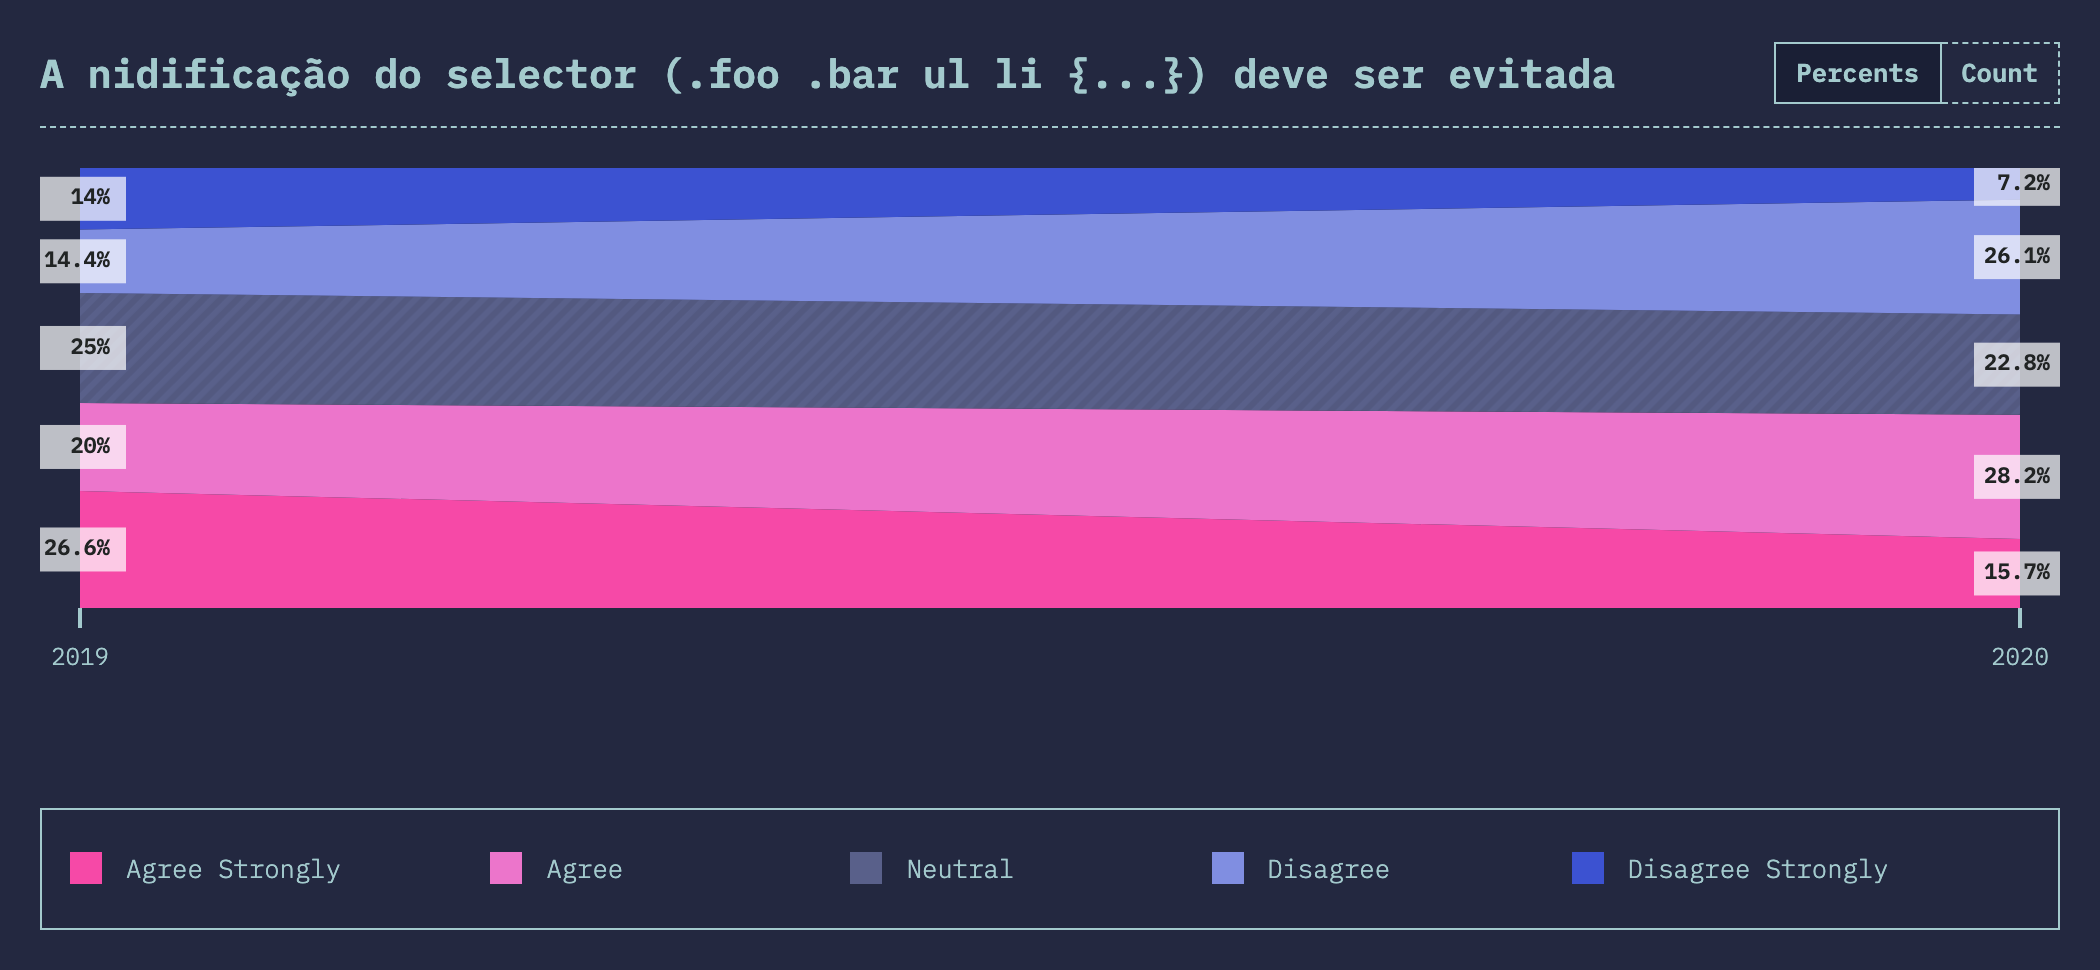 A nidificação do selector (.foo .bar ul li {...}) deve ser evitada
Percents Count
14%
14.4%
25%
20%
26.6%
7.2%
26.1%
22.8%
28.2%
15.7%
2019
2020
Agree Strongly
Agree
Neutral
Disagree
Disagree Strongly